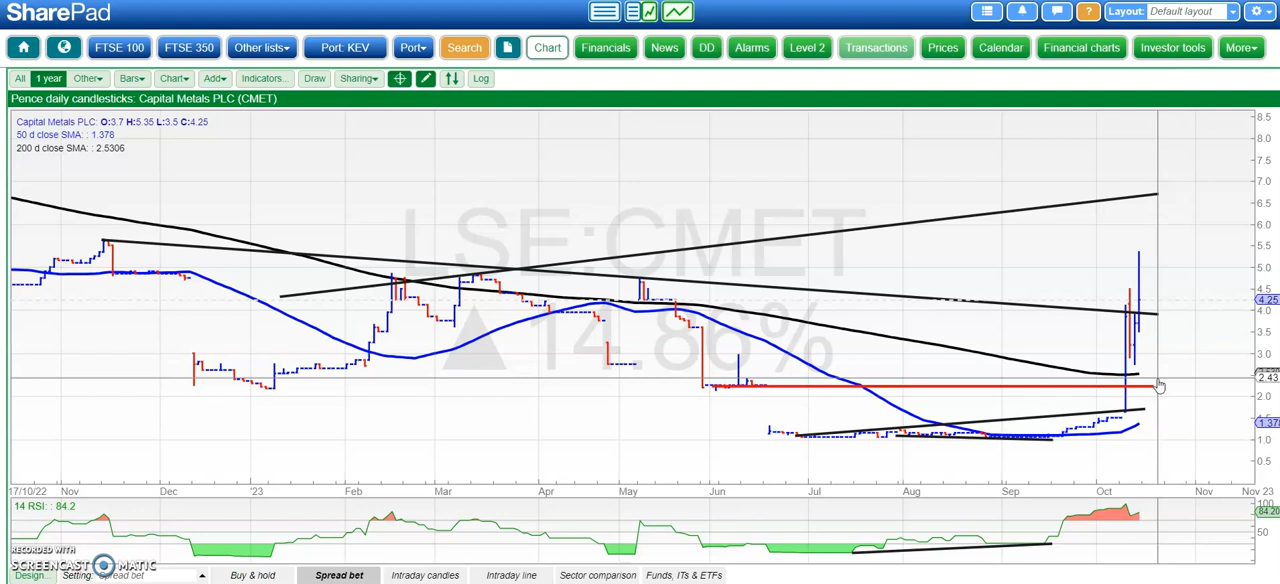 SharePad
Layout: Default layout
FTSE 100 FTSE 350 Other lists Port: KEV Port Search Chart Financials News DD Alarms Level 2 Transactions Prices Calendar Financial charts Investor tools More
All 1 year Other Bars Chart Add Indicators... Draw Sharing Log
Pence daily candlesticks: Capital Metals PLC (CMET)
Capital Metals PLC: O:3.7 H:5.35 L:3.5 C:4.25
50 d close SMA: : 1.378
200 d close SMA: : 2.5306
LSE:CMET
▲14.86%
8.5
8.0
7.5
7.0
6.5
6.0
5.5
5.0
4.5
4.25
4.0
3.5
3.0
2.43
2.0
1.5
1.378
1.0
0.5
17/10/22 Nov Dec '23 Feb Mar Apr May Jun Jul Aug Sep Oct Nov Nov 23
14 RSI: : 84.2
100
84.20
50
RECORDED WITH
SCREENCAST MATIC
Design... Setting: Spread bet Buy & hold Spread bet Intraday candles Intraday line Sector comparison Funds, ITs & ETFs